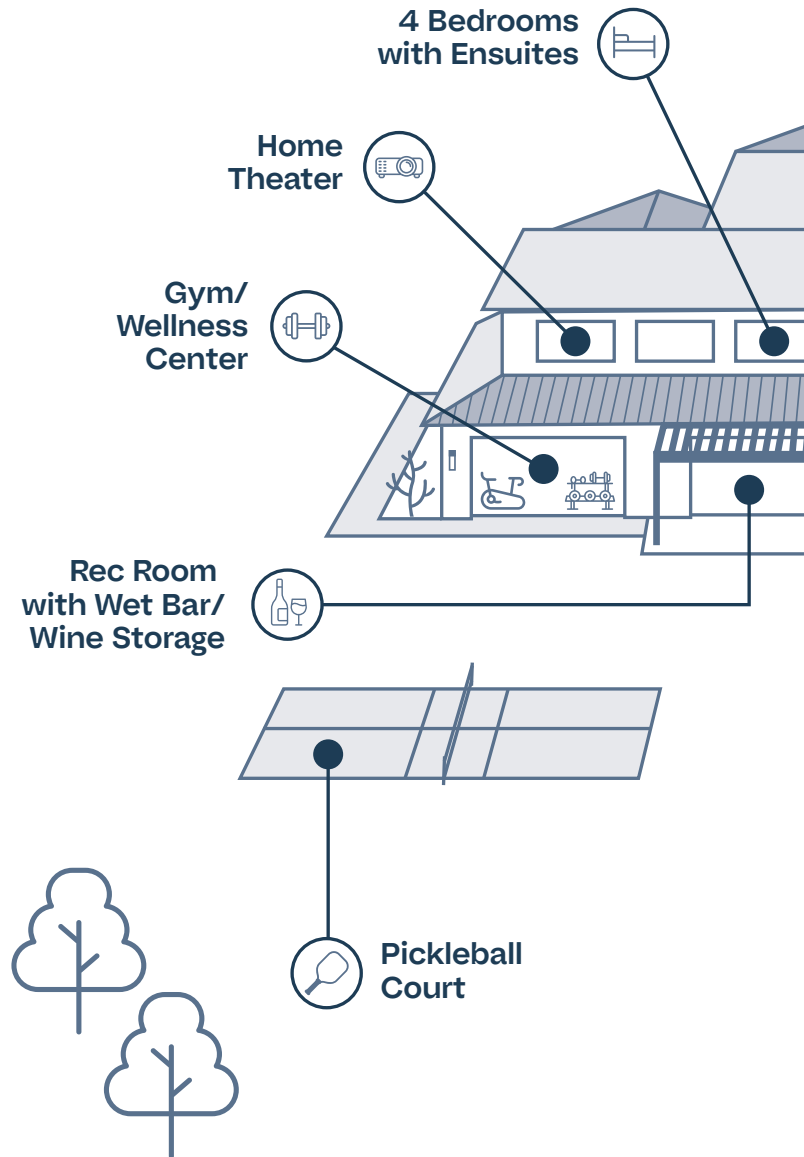 4 Bedrooms
with Ensuites
Home
Theater
Gym/
Wellness
Center
Rec Room
with Wet Bar/
Wine Storage
Pickleball
Court